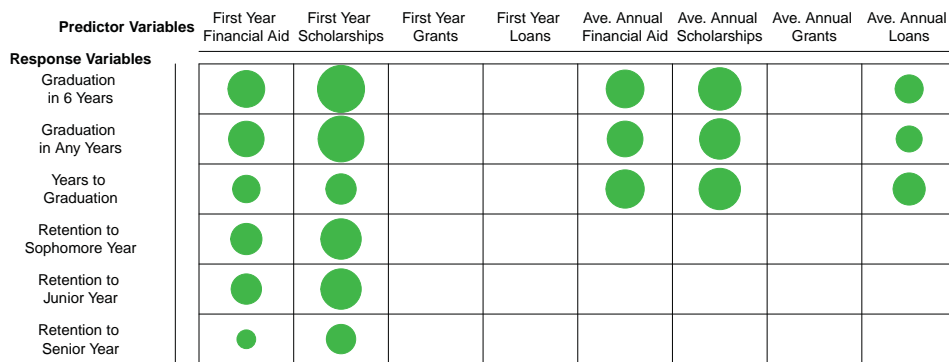 Predictor Variables
First Year
Financial Aid
First Year
Scholarships
First Year
Grants
First Year
Loans
Ave. Annual
Financial Aid
Ave. Annual
Scholarships
Ave. Annual
Grants
Ave. Annual
Loans
Response Variables
Graduation
in 6 Years
Graduation
in Any Years
Years to
Graduation
Retention to
Sophomore Year
Retention to
Junior Year
Retention to
Senior Year